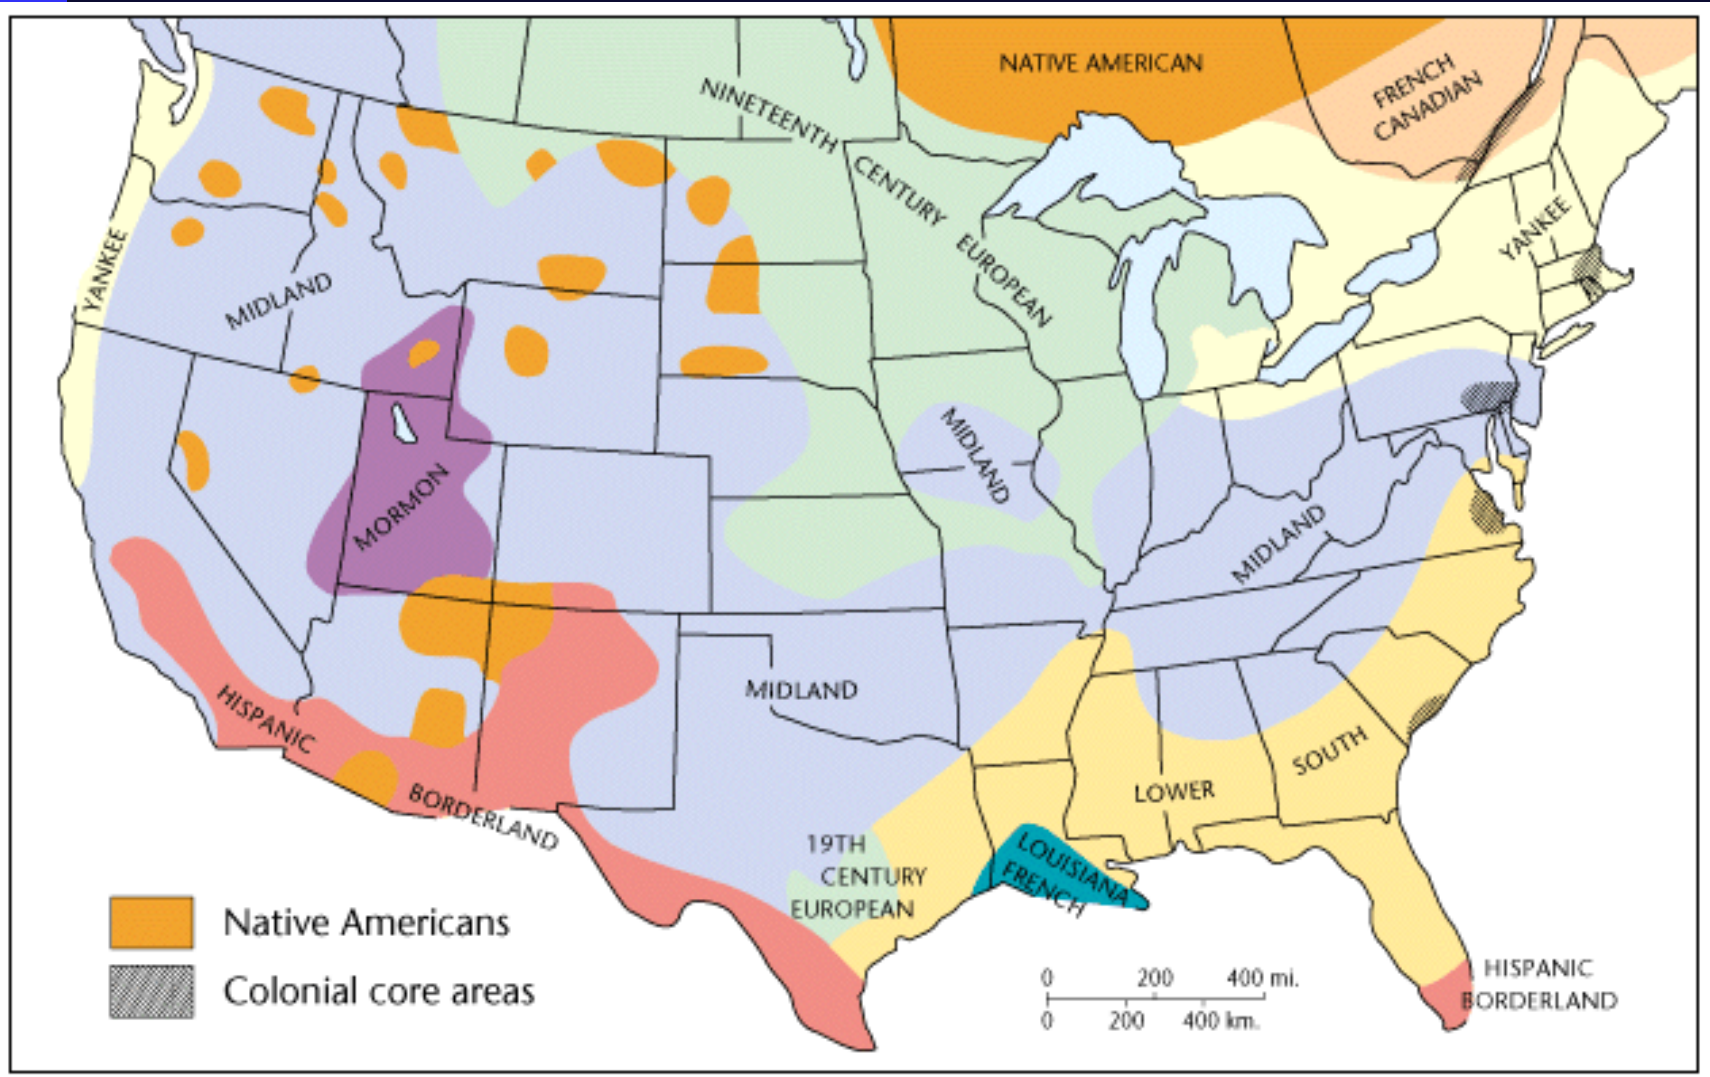 NATIVE AMERICAN
FRENCH
CANADIAN
NINETEENTH CENTURY EUROPEAN
YANKEE
YANKEE
MIDLAND
MIDLAND
MORMON
MIDLAND
MIDLAND
HISPANIC
BORDERLAND
LOWER SOUTH
19TH
CENTURY
EUROPEAN
LOUISIANA
FRENCH
Native Americans
Colonial core areas
0 200 400 mi.
0 200 400 km.
HISPANIC
BORDERLAND